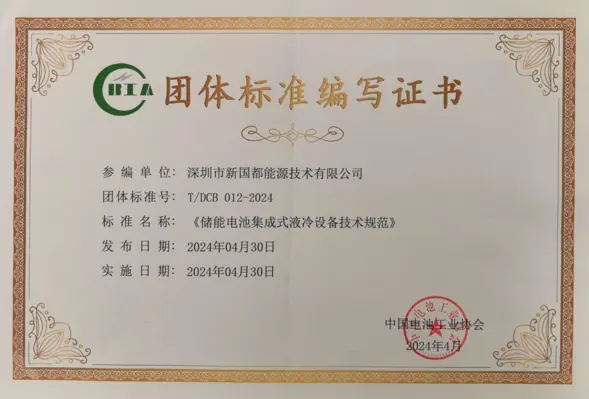 CBIA 团体标准编写证书
参编单位：深圳市新国都能源技术有限公司
团体标准号：T/DCB 012-2024
标准名称：《储能电池集成式液冷设备技术规范》
发布日期：2024年04月30日
实施日期：2024年04月30日
中国电池工业协会
2024年4月